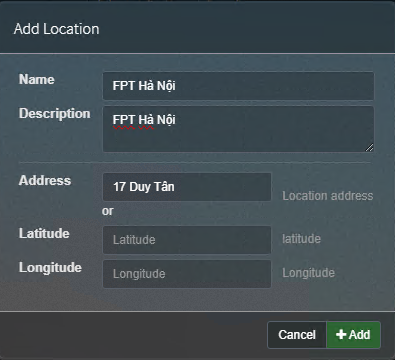 Add Location
Name FPT Hà Nội
Description FPT Hà Nội
Address 17 Duy Tân Location address
or
Latitude Latitude latitude
Longitude Longitude Longitude
Cancel + Add